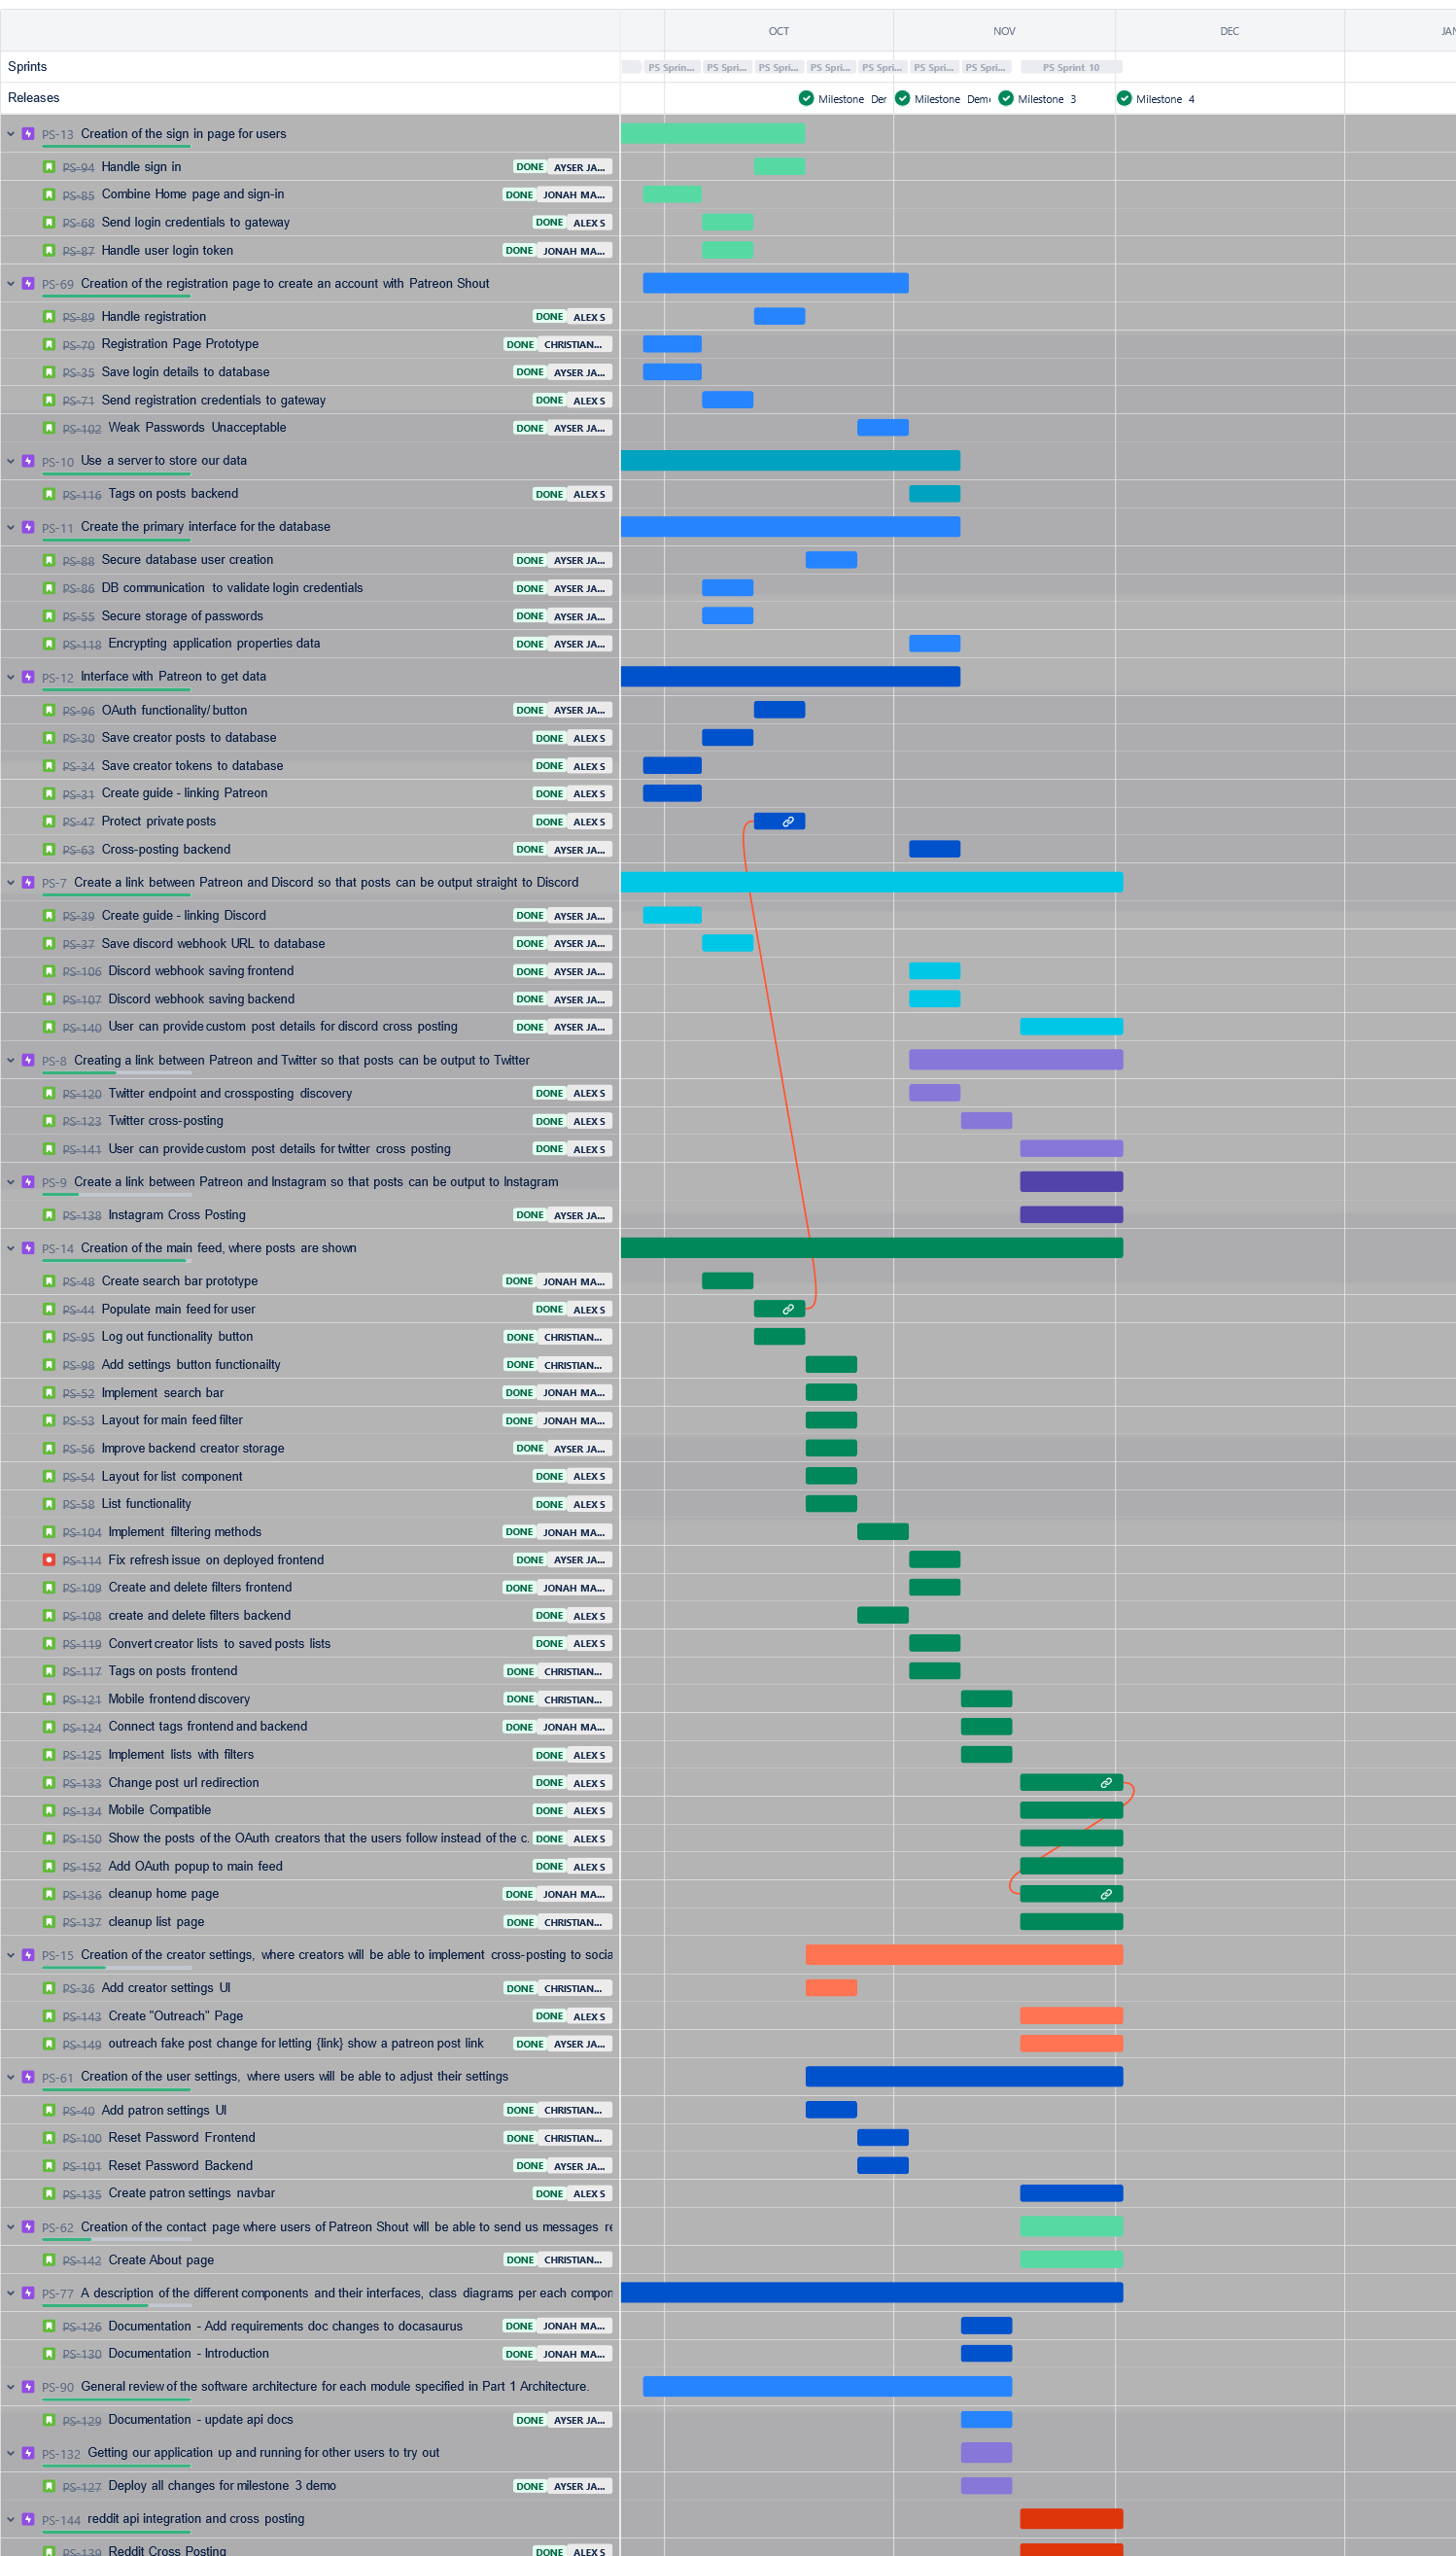 OCT NOV DEC JAN
Sprints PS Sprin... PS Spri... PS Spri... PS Spri... PS Spri... PS Spri... PS Spri... PS Sprint 10
Releases Milestone Der Milestone Dem Milestone 3 Milestone 4
PS-13 Creation of the sign in page for users
PS-94 Handle sign in DONE AYSER JA...
PS-85 Combine Home page and sign-in DONE JONAH MA...
PS-68 Send login credentials to gateway DONE ALEX S
PS-87 Handle user login token DONE JONAH MA...
PS-69 Creation of the registration page to create an account with Patreon Shout
PS-89 Handle registration DONE ALEX S
PS-70 Registration Page Prototype DONE CHRISTIAN...
PS-35 Save login details to database DONE AYSER JA...
PS-71 Send registration credentials to gateway DONE ALEX S
PS-102 Weak Passwords Unacceptable DONE AYSER JA...
PS-10 Use a server to store our data
PS-116 Tags on posts backend DONE ALEX S
PS-11 Create the primary interface for the database
PS-88 Secure database user creation DONE AYSER JA...
PS-86 DB communication to validate login credentials DONE AYSER JA...
PS-55 Secure storage of passwords DONE AYSER JA...
PS-118 Encrypting application properties data DONE AYSER JA...
PS-12 Interface with Patreon to get data
PS-96 OAuth functionality/ button DONE AYSER JA...
PS-30 Save creator posts to database DONE ALEX S
PS-34 Save creator tokens to database DONE ALEX S
PS-31 Create guide - linking Patreon DONE ALEX S
PS-47 Protect private posts DONE ALEX S
PS-63 Cross-posting backend DONE AYSER JA...
PS-7 Create a link between Patreon and Discord so that posts can be output straight to Discord
PS-39 Create guide - linking Discord DONE AYSER JA...
PS-37 Save discord webhook URL to database DONE AYSER JA...
PS-106 Discord webhook saving frontend DONE AYSER JA...
PS-107 Discord webhook saving backend DONE AYSER JA...
PS-140 User can provide custom post details for discord cross posting DONE AYSER JA...
PS-8 Creating a link between Patreon and Twitter so that posts can be output to Twitter
PS-120 Twitter endpoint and crossposting discovery DONE ALEX S
PS-123 Twitter cross-posting DONE ALEX S
PS-141 User can provide custom post details for twitter cross posting DONE ALEX S
PS-9 Create a link between Patreon and Instagram so that posts can be output to Instagram
PS-138 Instagram Cross Posting DONE AYSER JA...
PS-14 Creation of the main feed, where posts are shown
PS-48 Create search bar prototype DONE JONAH MA...
PS-44 Populate main feed for user DONE ALEX S
PS-95 Log out functionality button DONE CHRISTIAN...
PS-98 Add settings button functionailty DONE CHRISTIAN...
PS-52 Implement search bar DONE JONAH MA...
PS-53 Layout for main feed filter DONE JONAH MA...
PS-56 Improve backend creator storage DONE AYSER JA...
PS-54 Layout for list component DONE ALEX S
PS-58 List functionality DONE ALEX S
PS-104 Implement filtering methods DONE JONAH MA...
PS-114 Fix refresh issue on deployed frontend DONE AYSER JA...
PS-109 Create and delete filters frontend DONE JONAH MA...
PS-108 create and delete filters backend DONE ALEX S
PS-119 Convert creator lists to saved posts lists DONE ALEX S
PS-117 Tags on posts frontend DONE CHRISTIAN...
PS-121 Mobile frontend discovery DONE CHRISTIAN...
PS-124 Connect tags frontend and backend DONE JONAH MA...
PS-125 Implement lists with filters DONE ALEX S
PS-133 Change post url redirection DONE ALEX S
PS-134 Mobile Compatible DONE ALEX S
PS-150 Show the posts of the OAuth creators that the users follow instead of the c. DONE ALEX S
PS-152 Add OAuth popup to main feed DONE ALEX S
PS-136 cleanup home page DONE JONAH MA...
PS-137 cleanup list page DONE CHRISTIAN...
PS-15 Creation of the creator settings, where creators will be able to implement cross-posting to socia
PS-36 Add creator settings UI DONE CHRISTIAN...
PS-143 Create "Outreach" Page DONE ALEX S
PS-149 outreach fake post change for letting {link} show a patreon post link DONE AYSER JA...
PS-61 Creation of the user settings, where users will be able to adjust their settings
PS-40 Add patron settings UI DONE CHRISTIAN...
PS-100 Reset Password Frontend DONE CHRISTIAN...
PS-101 Reset Password Backend DONE AYSER JA...
PS-135 Create patron settings navbar DONE ALEX S
PS-62 Creation of the contact page where users of Patreon Shout will be able to send us messages re
PS-142 Create About page DONE CHRISTIAN...
PS-77 A description of the different components and their interfaces, class diagrams per each compon
PS-126 Documentation - Add requirements doc changes to docasaurus DONE JONAH MA...
PS-130 Documentation - Introduction DONE JONAH MA...
PS-90 General review of the software architecture for each module specified in Part 1 Architecture.
PS-129 Documentation - update api docs DONE AYSER JA...
PS-132 Getting our application up and running for other users to try out
PS-127 Deploy all changes for milestone 3 demo DONE AYSER JA...
PS-144 reddit api integration and cross posting
PS-139 Reddit Cross Posting DONE ALEX S